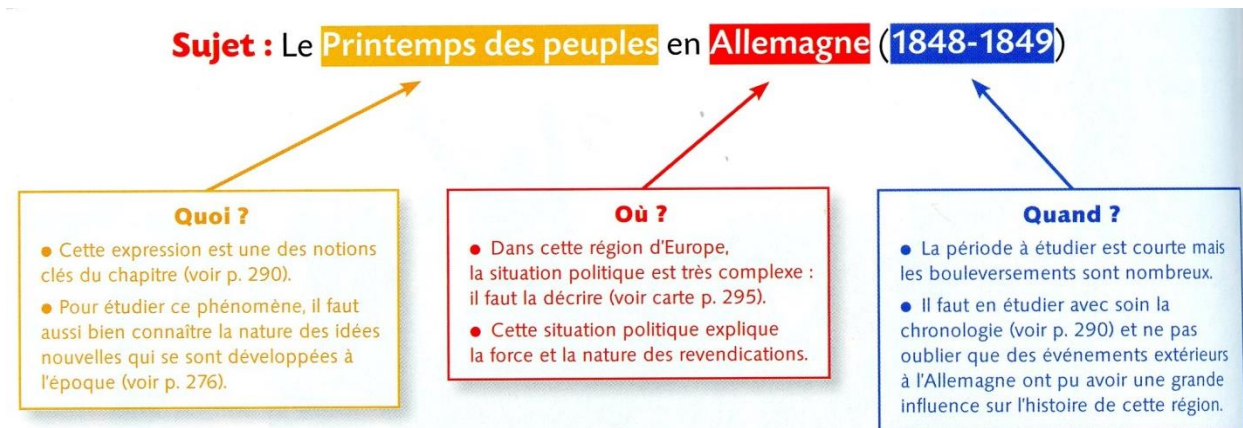 Sujet : Le Printemps des peuples en Allemagne (1848-1849)
Quoi ?
● Cette expression est une des notions
clés du chapitre (voir p. 290).
● Pour étudier ce phénomène, il faut
aussi bien connaître la nature des idées
nouvelles qui se sont développées à
l'époque (voir p. 276).
Où ?
● Dans cette région d'Europe,
la situation politique est très complexe :
il faut la décrire (voir carte p. 295).
● Cette situation politique explique
la force et la nature des revendications.
Quand ?
● La période à étudier est courte mais
les bouleversements sont nombreux.
● Il faut en étudier avec soin la
chronologie (voir p. 290) et ne pas
oublier que des événements extérieurs
à l'Allemagne ont pu avoir une grande
influence sur l'histoire de cette région.